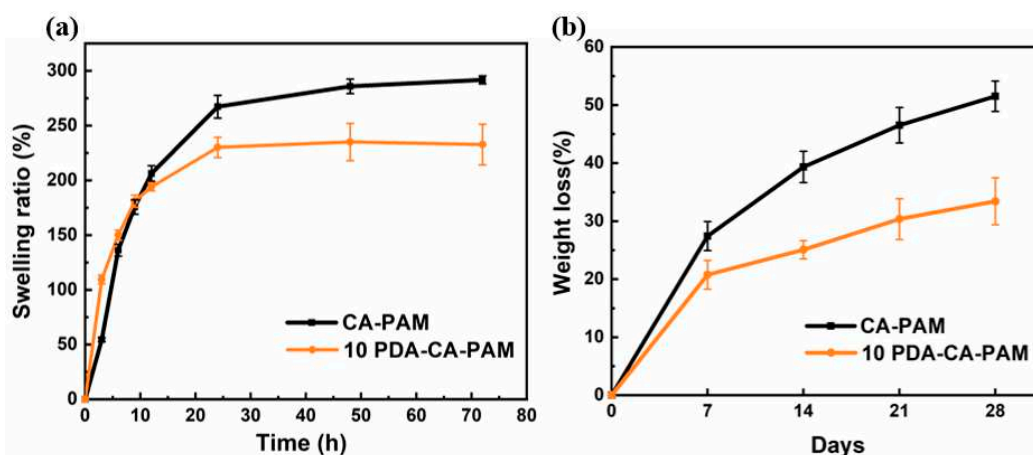 (a)
300
250
200
150
100
50
0
Swelling ratio (%)
CA-PAM
10 PDA-CA-PAM
0 10 20 30 40 50 60 70 80
Time (h)
(b)
60
50
40
30
20
10
0
Weight loss(%)
CA-PAM
10 PDA-CA-PAM
0 7 14 21 28
Days